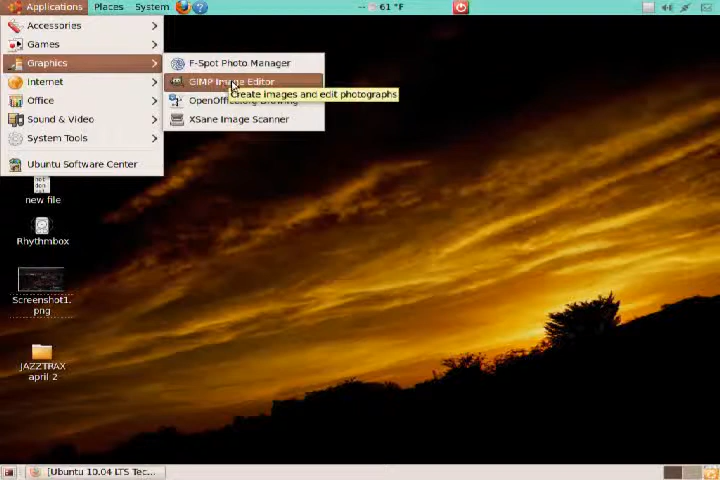 Applications Places System ? -- 61 °F
Accessories
Games
Graphics
Internet
Office
Sound & Video
System Tools
Ubuntu Software Center
F-Spot Photo Manager
GIMP Image Editor
Create images and edit photographs
OpenOffice.org Drawing
XSane Image Scanner
new file
Rhythmbox
Screenshot1.
png
JAZZTRAX
april-2
[Ubuntu 10.04 LTS Tec...